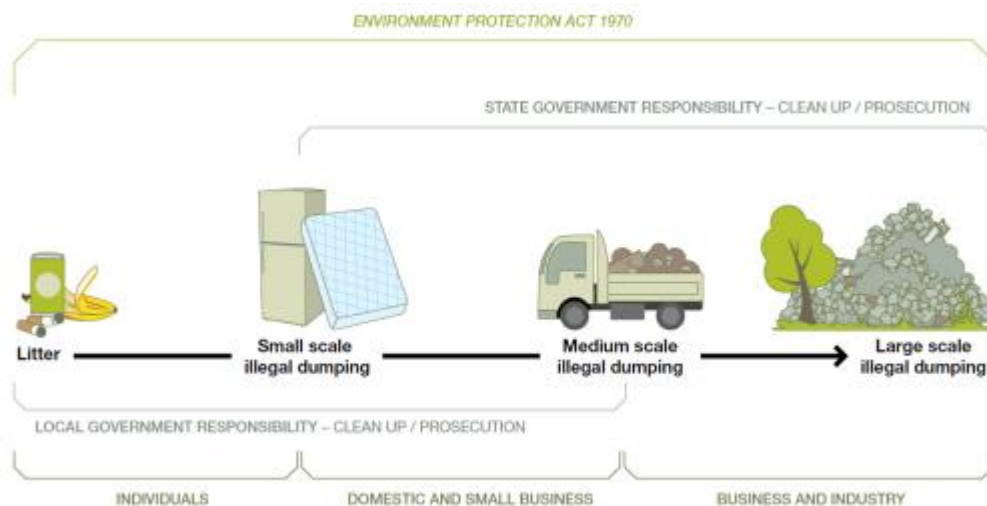 ENVIRONMENT PROTECTION ACT 1970
STATE GOVERNMENT RESPONSIBILITY – CLEAN UP / PROSECUTION
Litter
Small scale
illegal dumping
Medium scale
illegal dumping
Large scale
illegal dumping
LOCAL GOVERNMENT RESPONSIBILITY – CLEAN UP / PROSECUTION
INDIVIDUALS
DOMESTIC AND SMALL BUSINESS
BUSINESS AND INDUSTRY